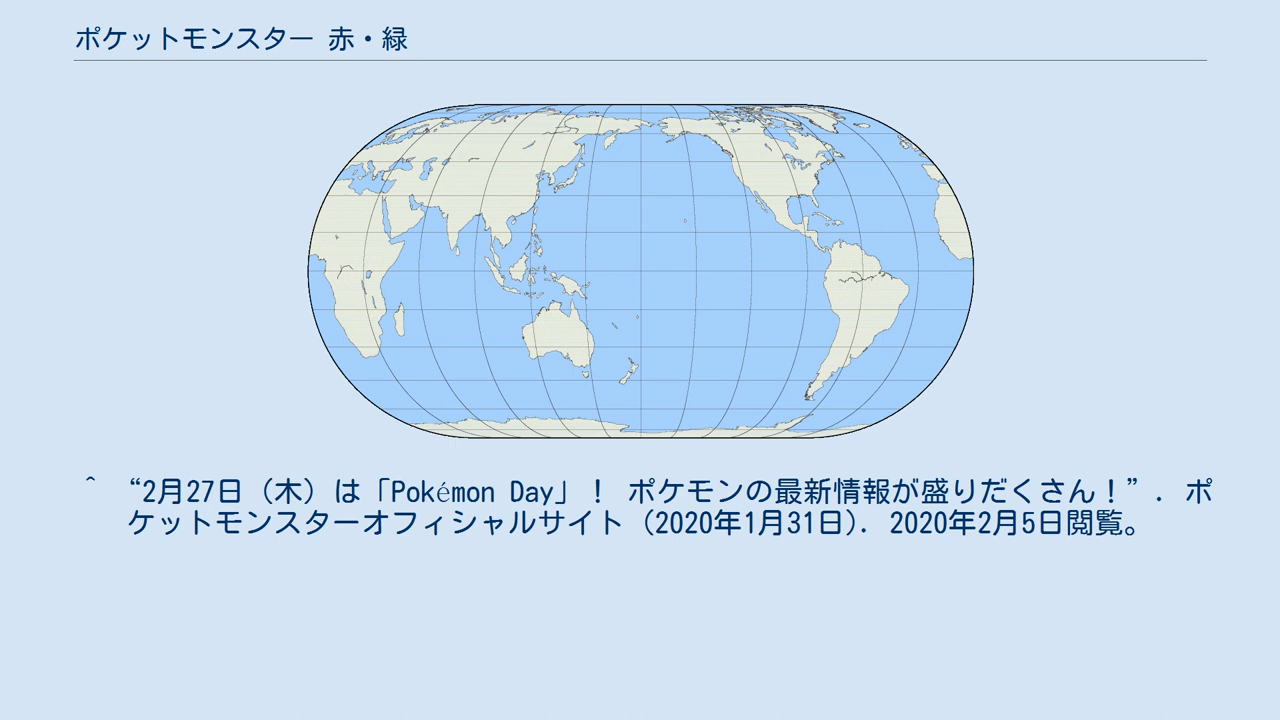 ポケットモンスター 赤・緑
^ “2月27日（木）は「Pokémon Day」！ ポケモンの最新情報が盛りだくさん！”. ポ
ケットモンスターオフィシャルサイト (2020年1月31日). 2020年2月5日閲覧。